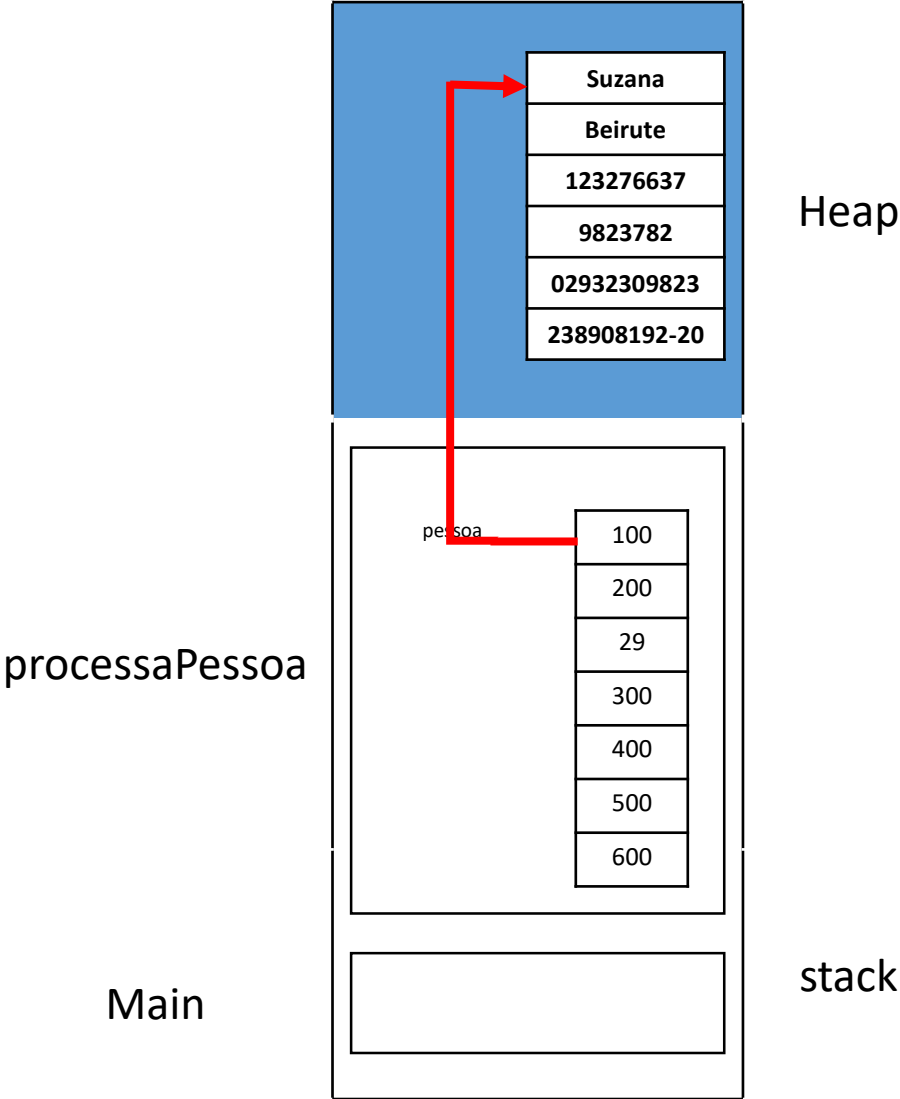 Suzana
Beirute
123276637
9823782
02932309823
238908192-20
Heap
pessoa
100
200
29
300
400
500
600
processaPessoa
stack
Main